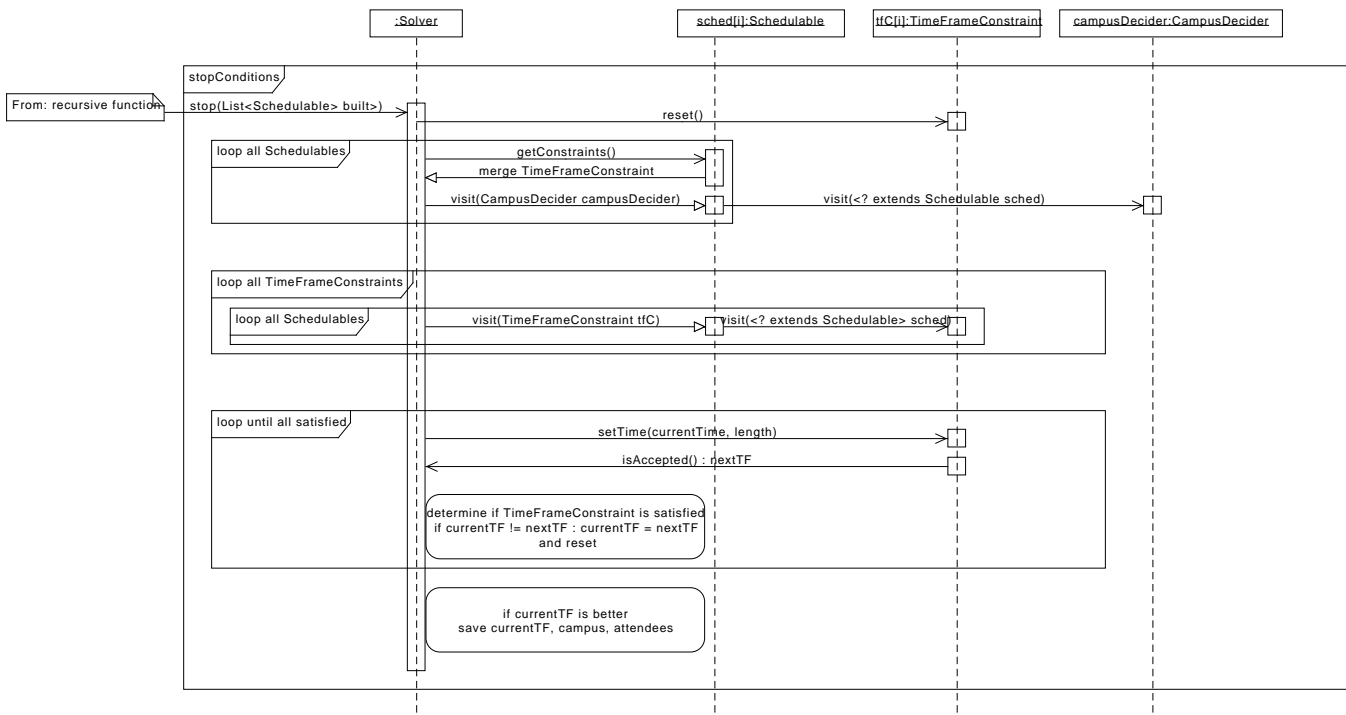 :Solver
sched[i]:Schedulable
tfC[i]:TimeFrameConstraint
campusDecider:CampusDecider
stopConditions
From: recursive function
stop(List<Schedulable> built>)
reset()
loop all Schedulables
getConstraints()
merge TimeFrameConstraint
visit(CampusDecider campusDecider)
visit(<? extends Schedulable sched)
loop all TimeFrameConstraints
loop all Schedulables
visit(TimeFrameConstraint tfC)
visit(<? extends Schedulable> sched)
loop until all satisfied
setTime(currentTime, length)
isAccepted() : nextTF
determine if TimeFrameConstraint is satisfied
if currentTF != nextTF : currentTF = nextTF
and reset
if currentTF is better
save currentTF, campus, attendees